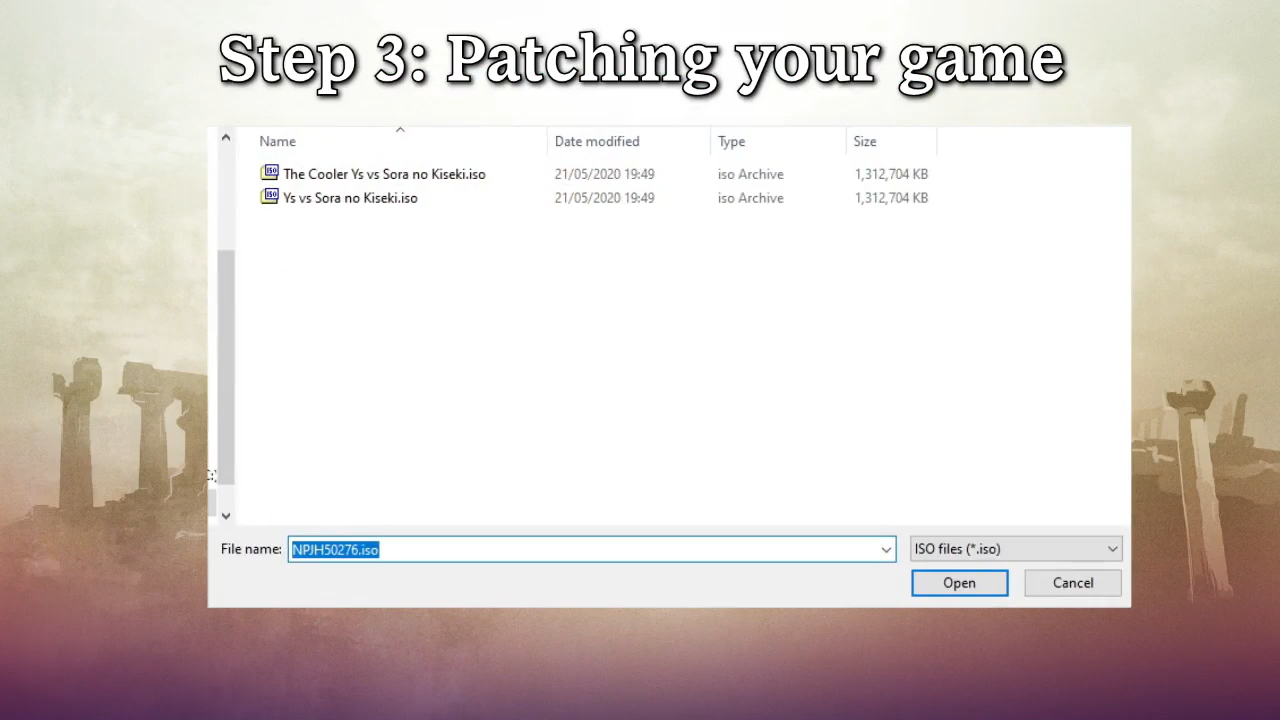 Step 3: Patching your game
Name Date modified Type Size
The Cooler Ys vs Sora no Kiseki.iso 21/05/2020 19:49 iso Archive 1,312,704 KB
Ys vs Sora no Kiseki.iso 21/05/2020 19:49 iso Archive 1,312,704 KB
:)
File name: NPJH50276.iso ISO files (*.iso)
Open Cancel